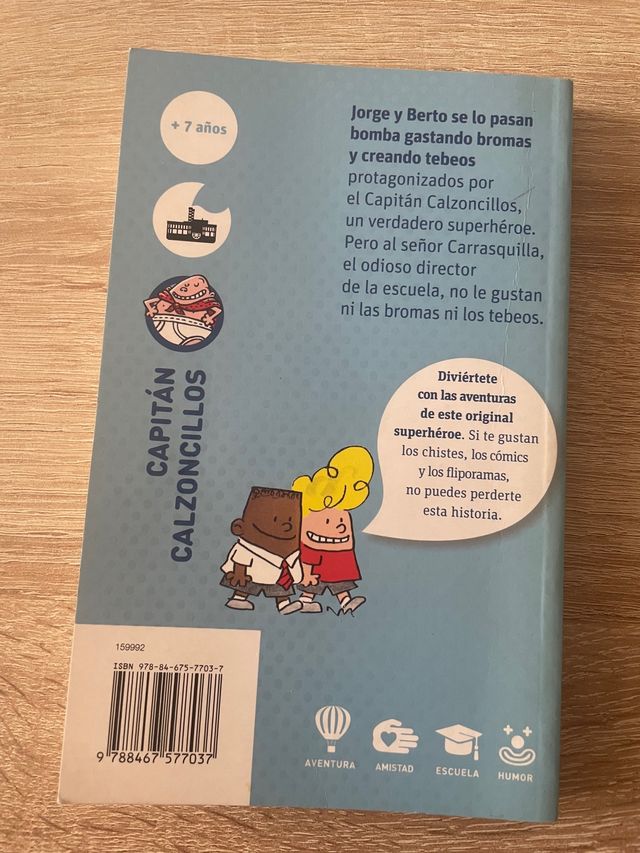 + 7 años
Jorge y Berto se lo pasan
bomba gastando bromas
y creando tebeos
protagonizados por
el Capitán Calzoncillos,
un verdadero superhéroe.
Pero al señor Carrasquilla,
el odioso director
de la escuela, no le gustan
ni las bromas ni los tebeos.
CAPITÁN
CALZONCILLOS
Diviértete
con las aventuras
de este original
superhéroe. Si te gustan
los chistes, los cómics
y los fliporamas,
no puedes perderte
esta historia.
159992
ISBN 978-84-675-7703-7
9 788467 577037
AVENTURA
AMISTAD
ESCUELA
HUMOR